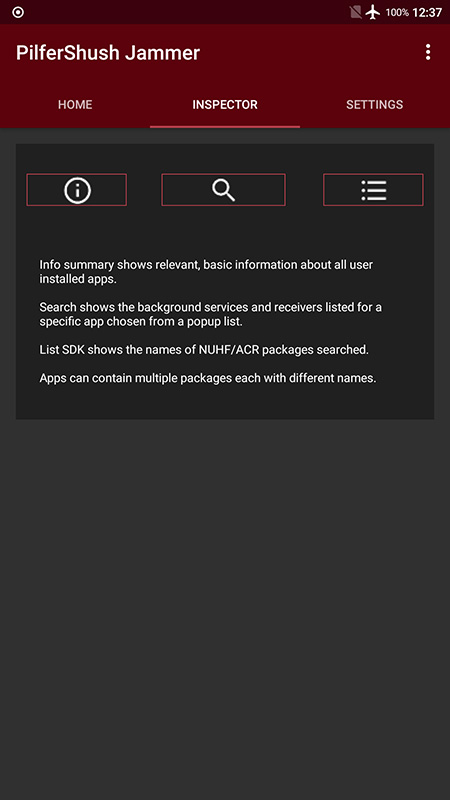 100% 12:37
PilferShush Jammer
HOME INSPECTOR SETTINGS
Info summary shows relevant, basic information about all user
installed apps.
Search shows the background services and receivers listed for a
specific app chosen from a popup list.
List SDK shows the names of NUHF/ACR packages searched.
Apps can contain multiple packages each with different names.